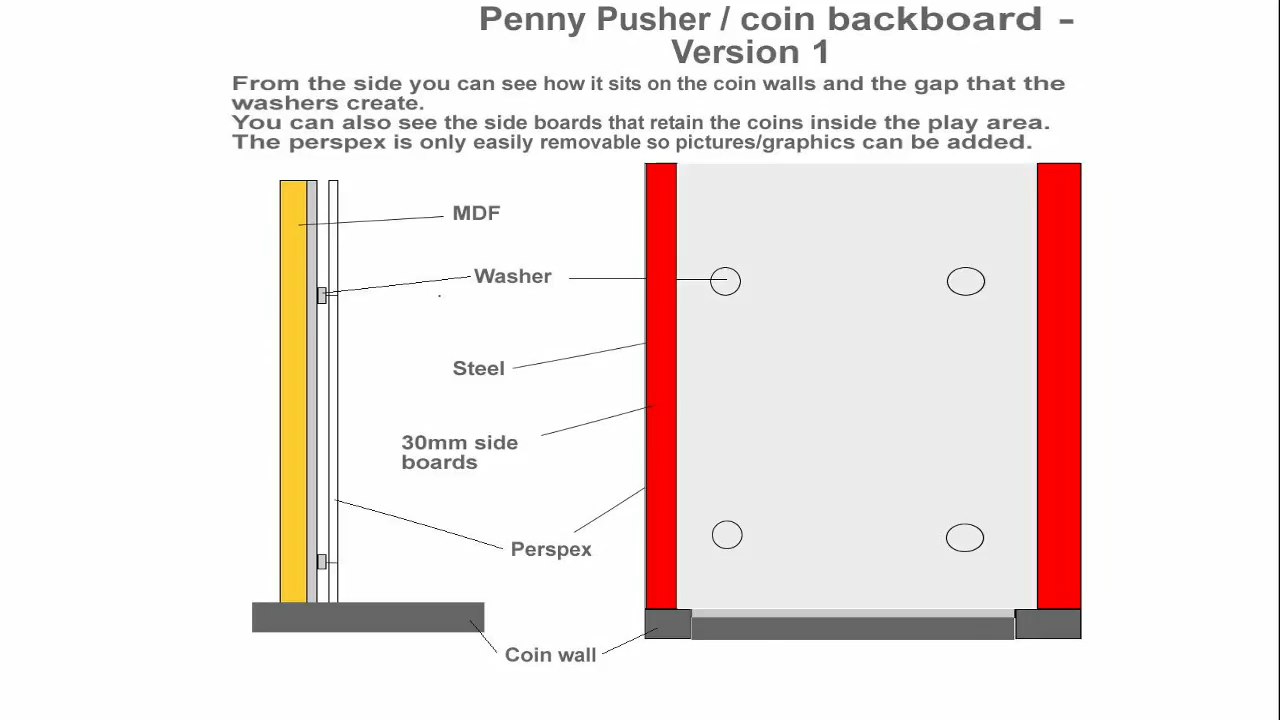 Penny Pusher / coin backboard -
Version 1
From the side you can see how it sits on the coin walls and the gap that the
washers create.
You can also see the side boards that retain the coins inside the play area.
The perspex is only easily removable so pictures/graphics can be added.
MDF
Washer
Steel
30mm side
boards
Perspex
Coin wall